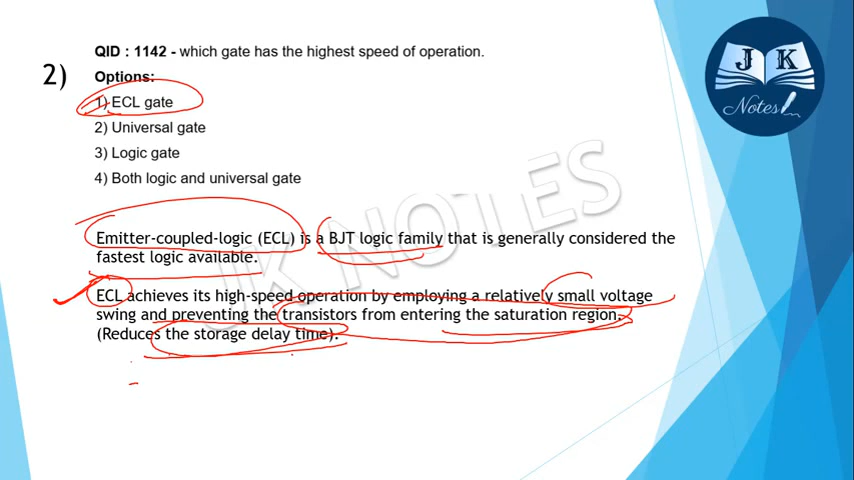 QID : 1142 - which gate has the highest speed of operation.
2)
Options:
1) ECL gate
2) Universal gate
3) Logic gate
4) Both logic and universal gate
Emitter-coupled-logic (ECL) is a BJT logic family that is generally considered the
fastest logic available.
ECL achieves its high-speed operation by employing a relatively small voltage
swing and preventing the transistors from entering the saturation region.
(Reduces the storage delay time).
JK NOTES
J K
Notes